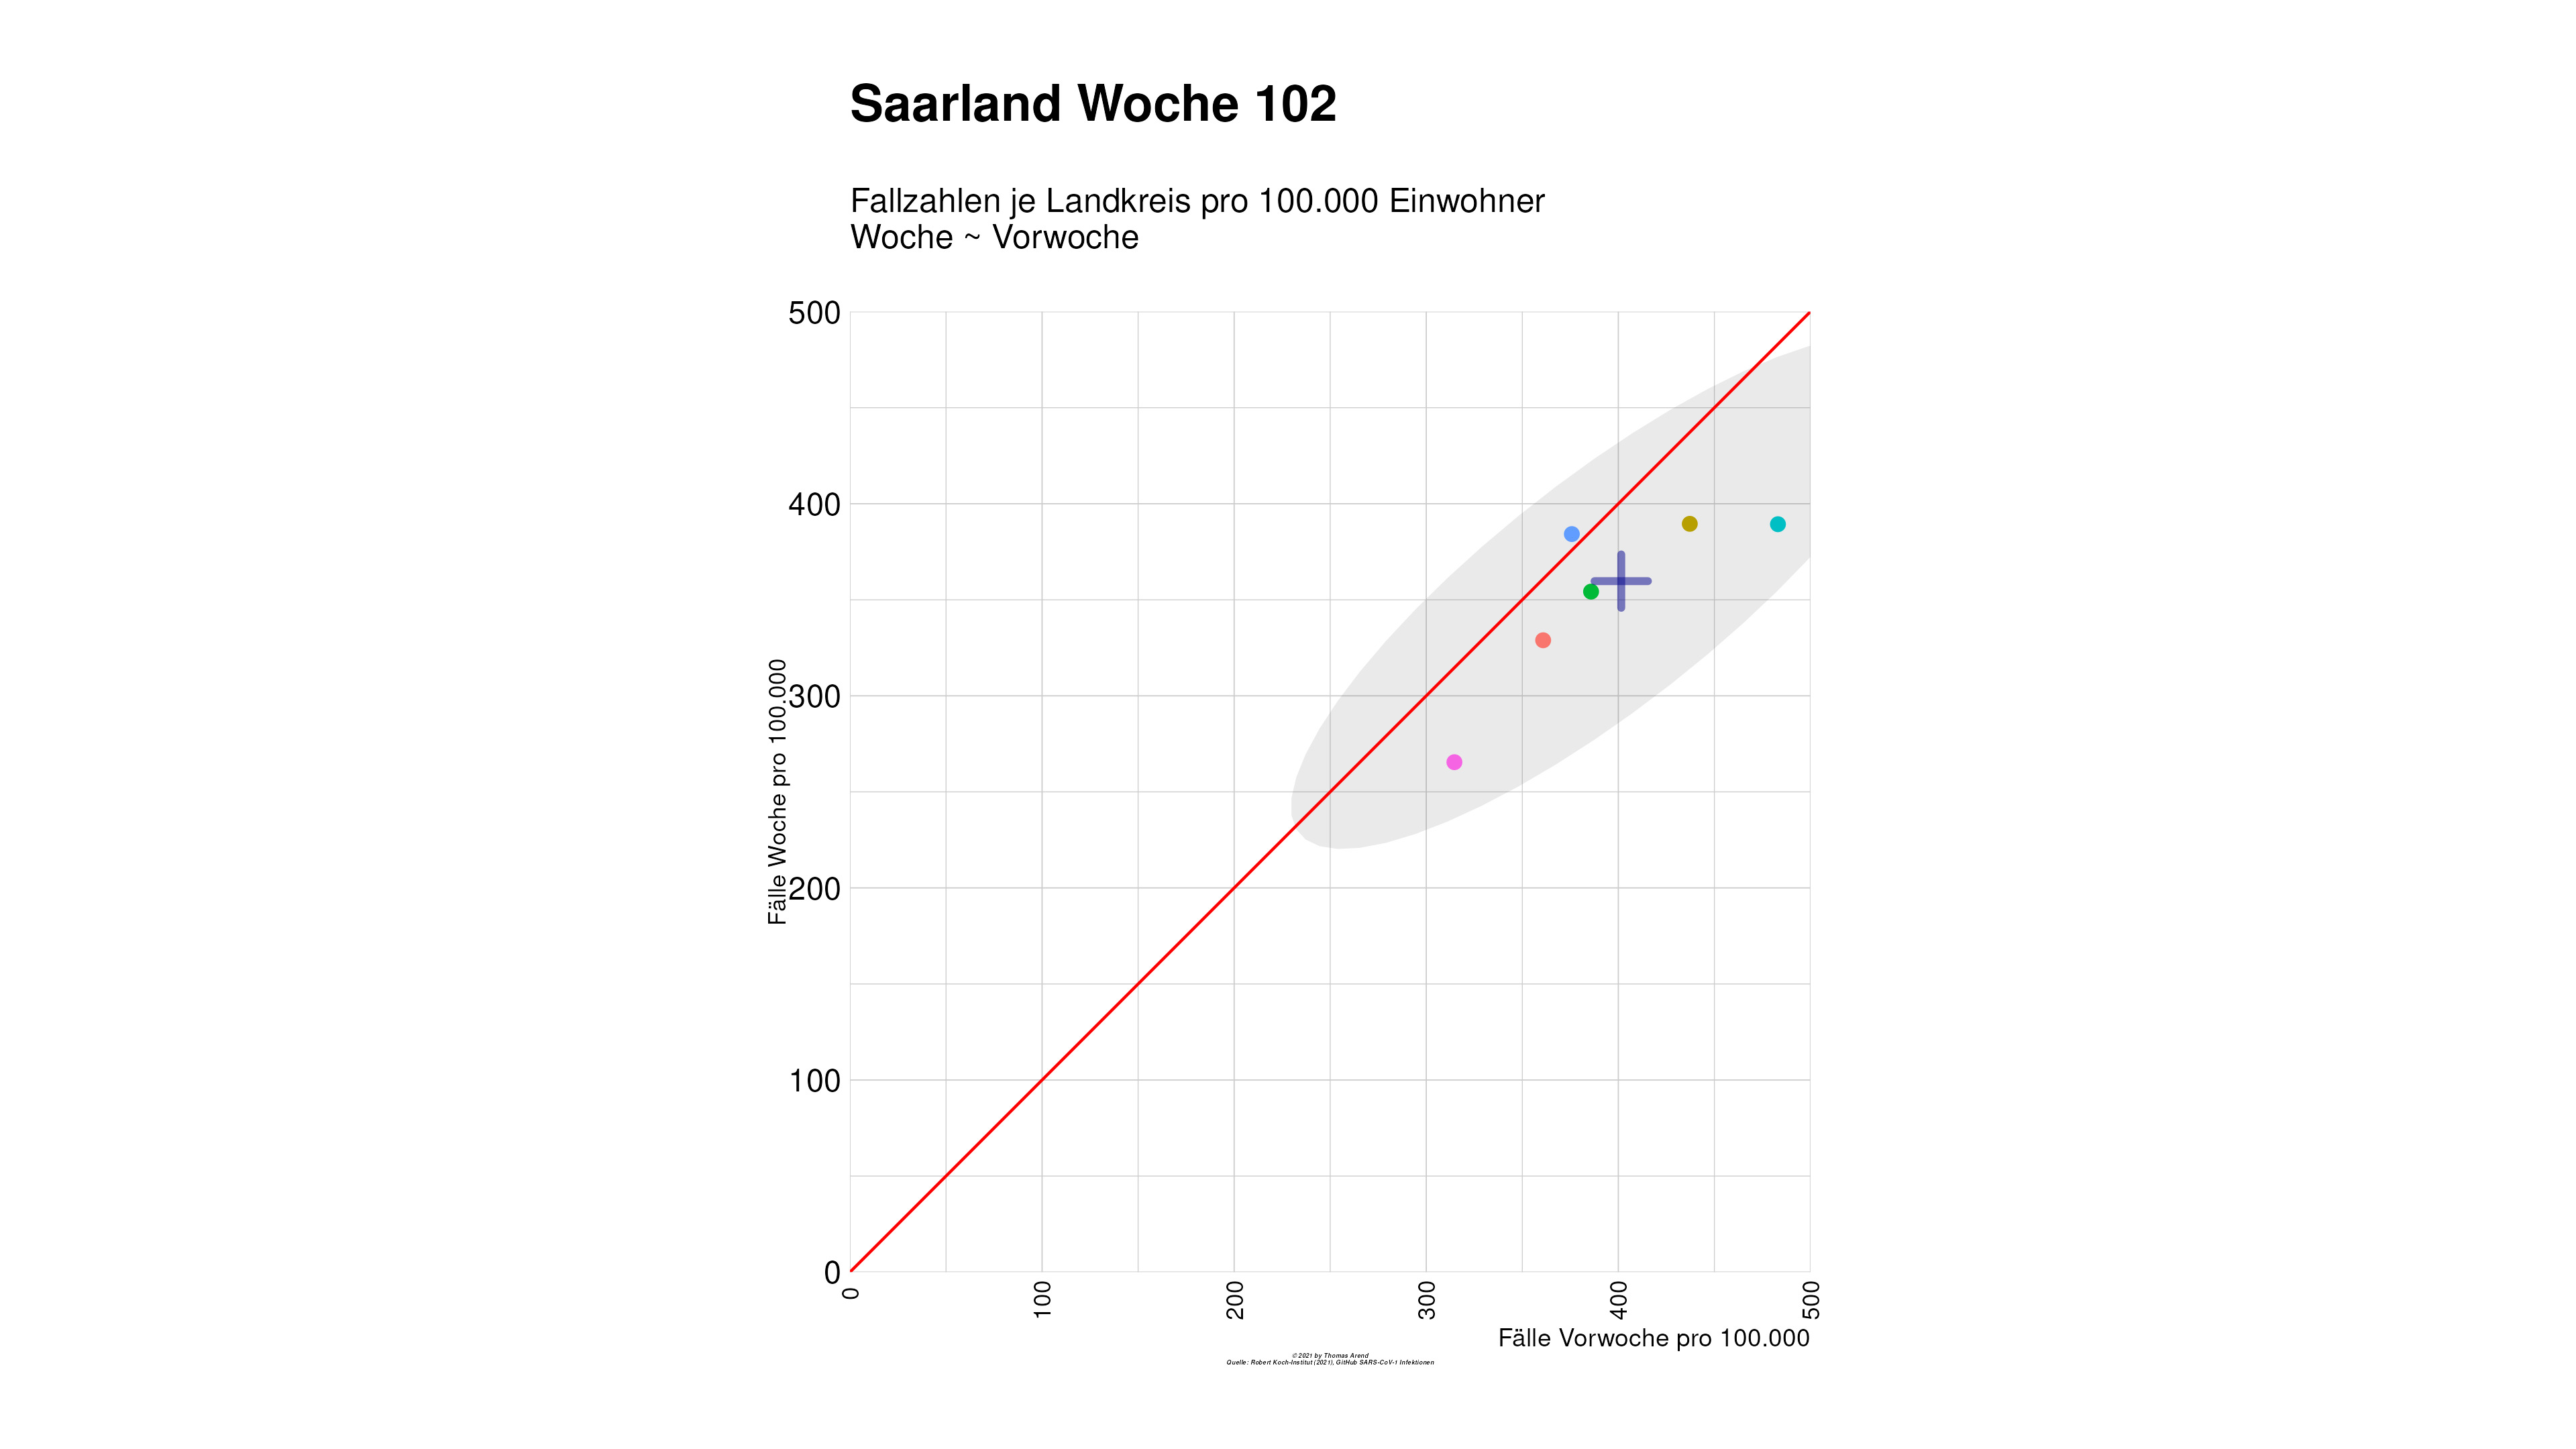 Saarland Woche 102
Fallzahlen je Landkreis pro 100.000 Einwohner
Woche ~ Vorwoche
500
400
300
200
100
0
Fälle Woche pro 100.000
0
100
200
300
400
500
Fälle Vorwoche pro 100.000
© 2021 by Thomas Arend
Quelle: Robert Koch-Institut (2021), GitHub SARS-CoV-1 Infektionen